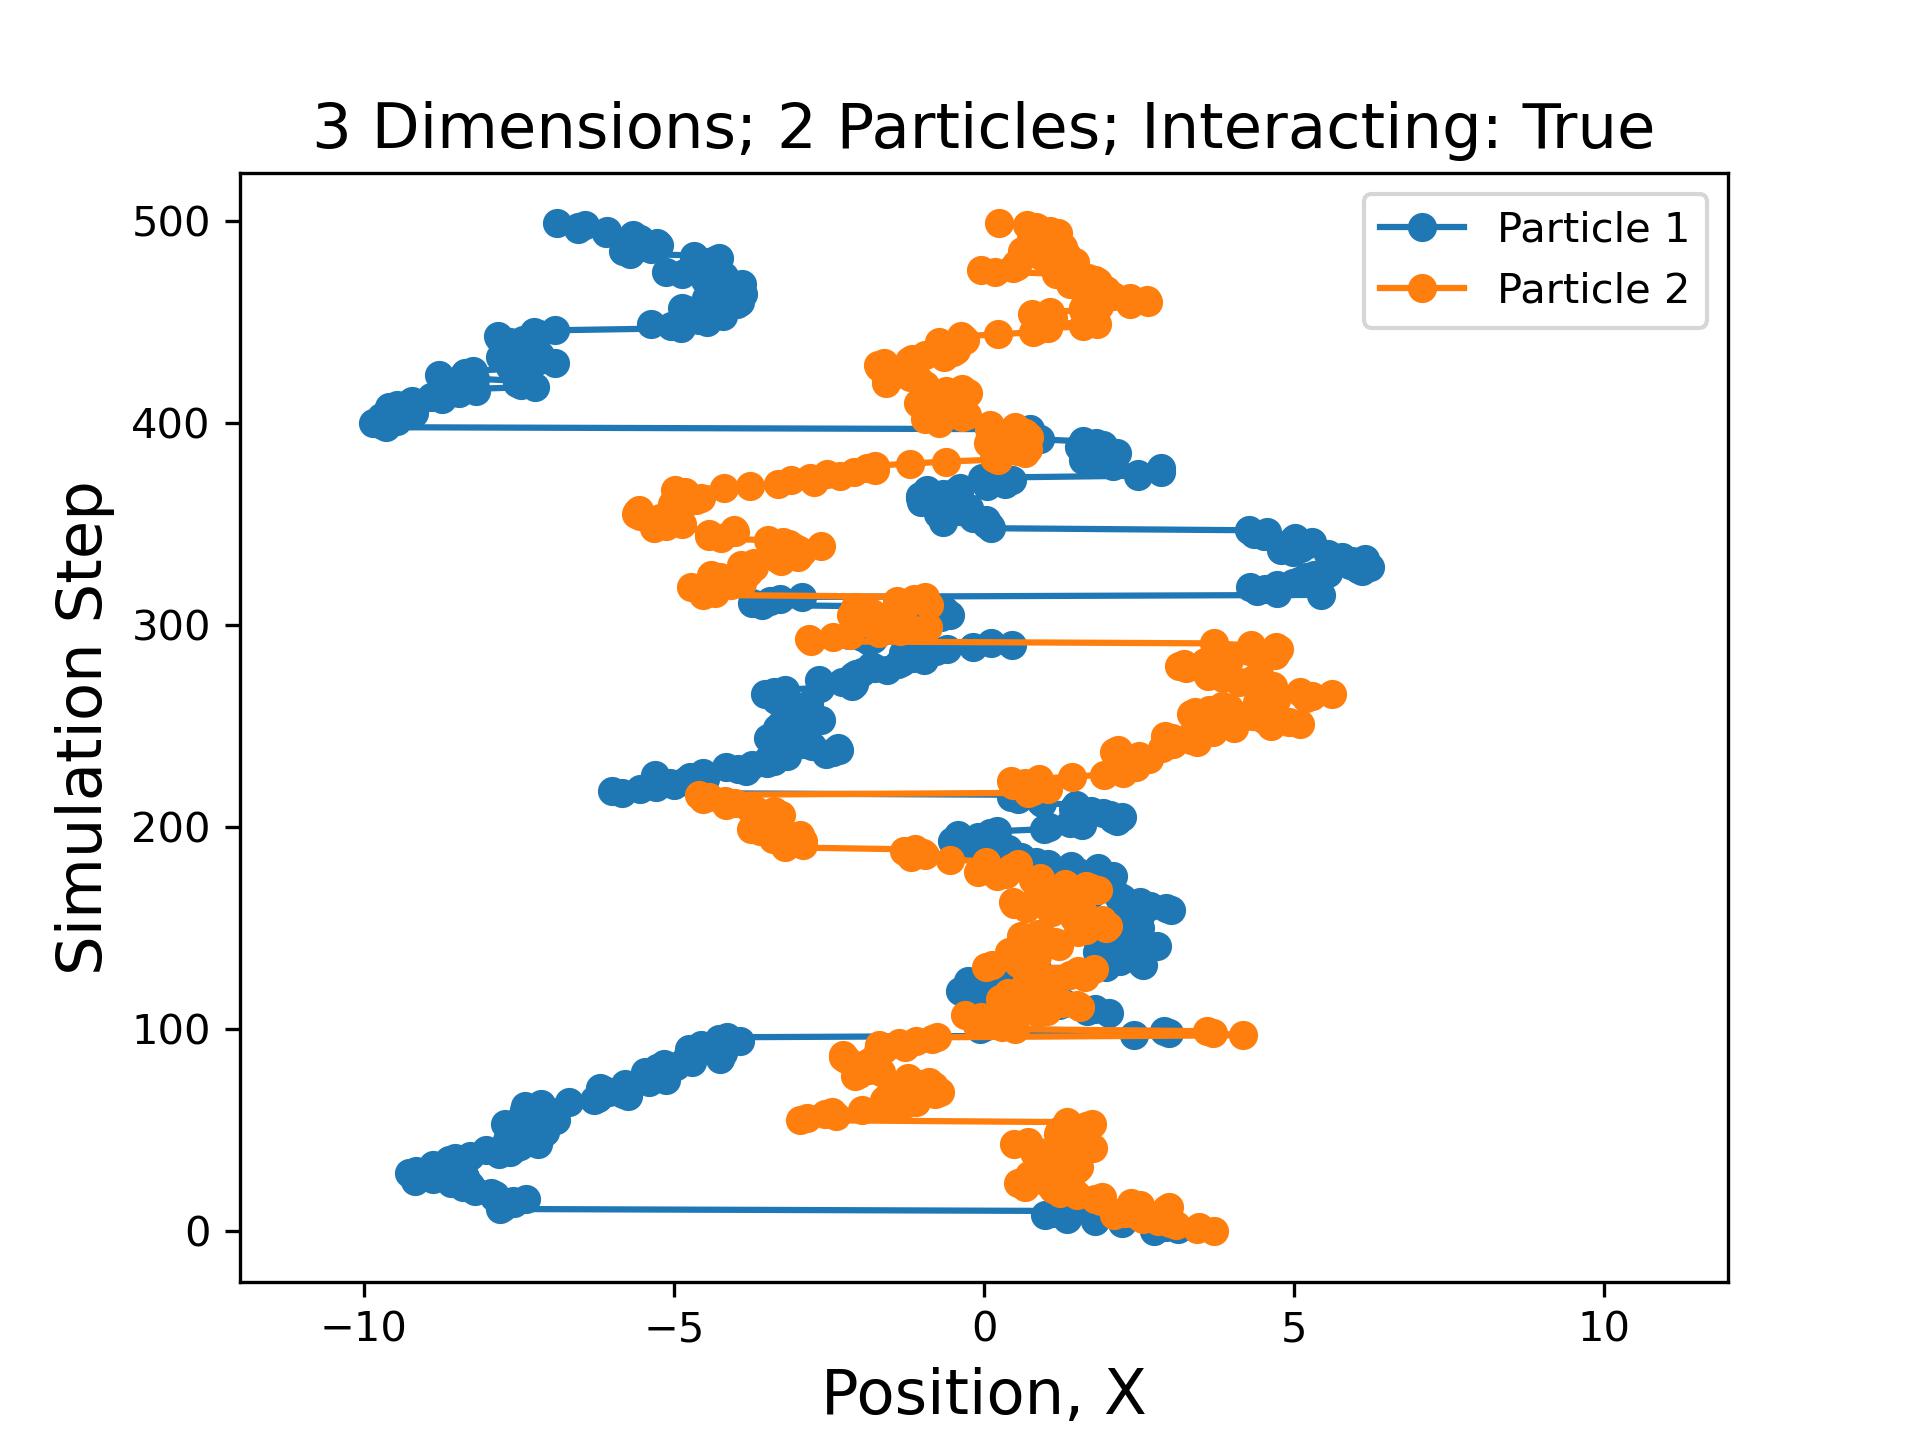 3 Dimensions; 2 Particles; Interacting: True
Particle 1
Particle 2
Simulation Step
500
400
300
200
100
0
−10
−5
0
5
10
Position, X